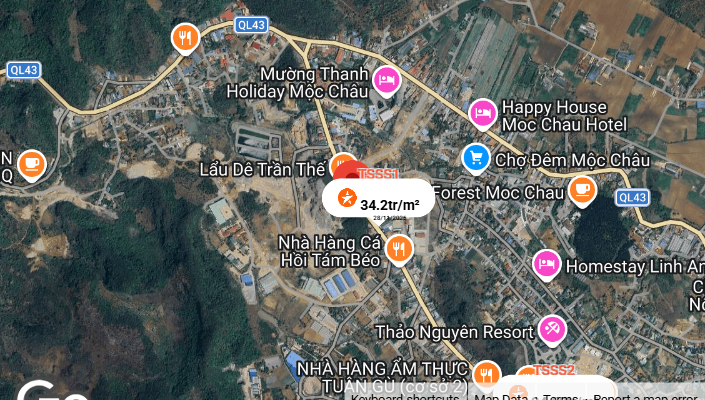 QL43
QL43
Mường Thanh
Holiday Mộc Châu
Happy House
Moc Chau Hotel
N
Q
Lẩu Dê Trần Thế
TSSS1
Chợ Đêm Mộc Châu
34.2tr/m²
Forest Moc Chau
QL43
Nhà Hàng Cá
Hồi Tám Béo
Homestay Linh An
C
Thảo Nguyên Resort
NHÀ HÀNG ẨM THỰC
TUẤN GÙ (cơ sở 2)
TSSS2
Go
Keyboard shortcuts
Map Data
Terms
Report a map error